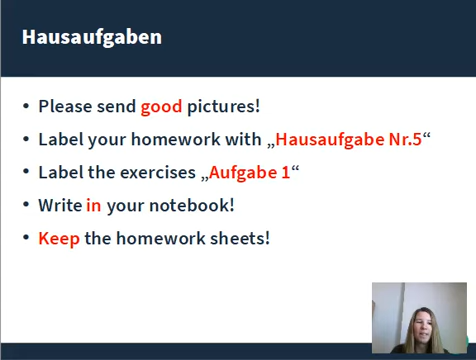 Hausaufgaben
• Please send good pictures!
• Label your homework with „Hausaufgabe Nr.5“
• Label the exercises „Aufgabe 1“
• Write in your notebook!
• Keep the homework sheets!